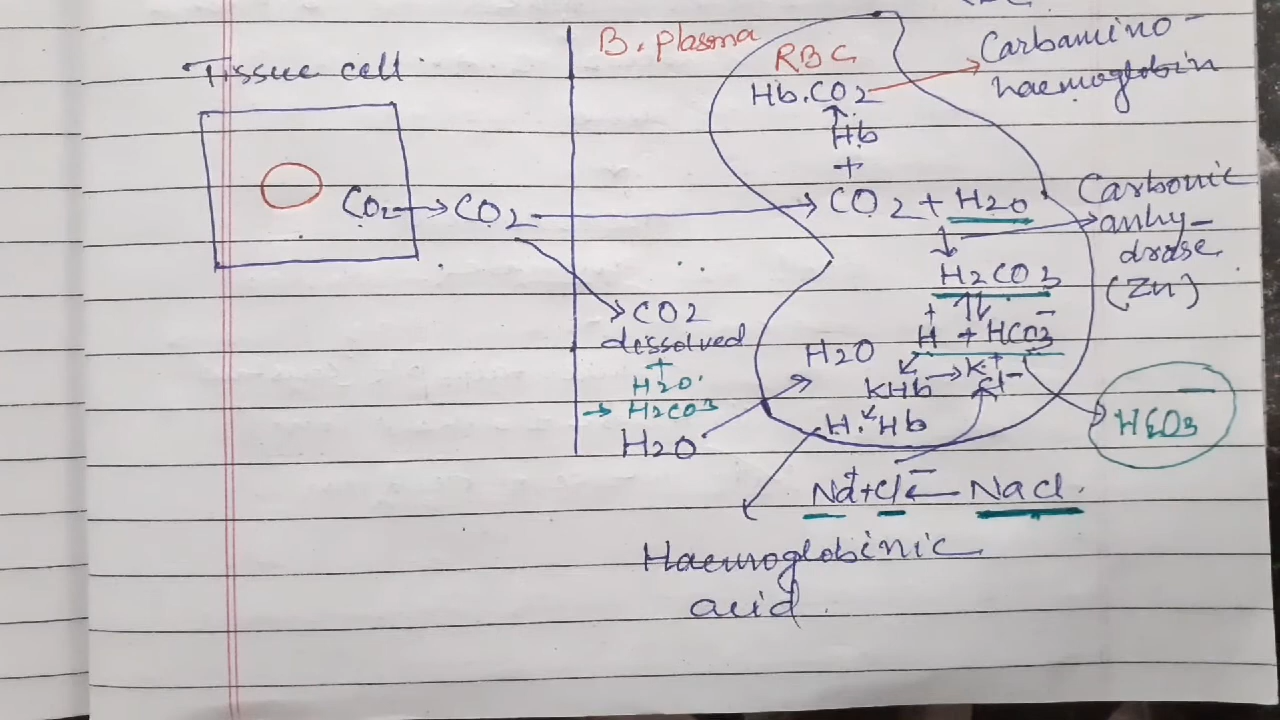 Tissue cell
B. plasma
RBC
Carbamino-
haemoglobin
Hb.CO2
Hb
+
CO2 → CO2
CO2 + H2O
Carbonic
anhy-
drase
(Zn)
H2CO3
CO2
dissolved
+
H2O
→ H2CO3
H2O
H2O
H⁺ + HCO3⁻
KHb → K⁺
Cl⁻
H.Hb
HCO3⁻
Na⁺+Cl⁻ ← NaCl.
Haemoglobinic
acid.